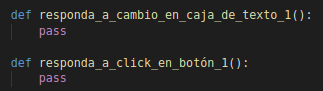 def responda_a_cambio_en_caja_de_texto_1():
    pass
def responda_a_click_en_botón_1():
    pass